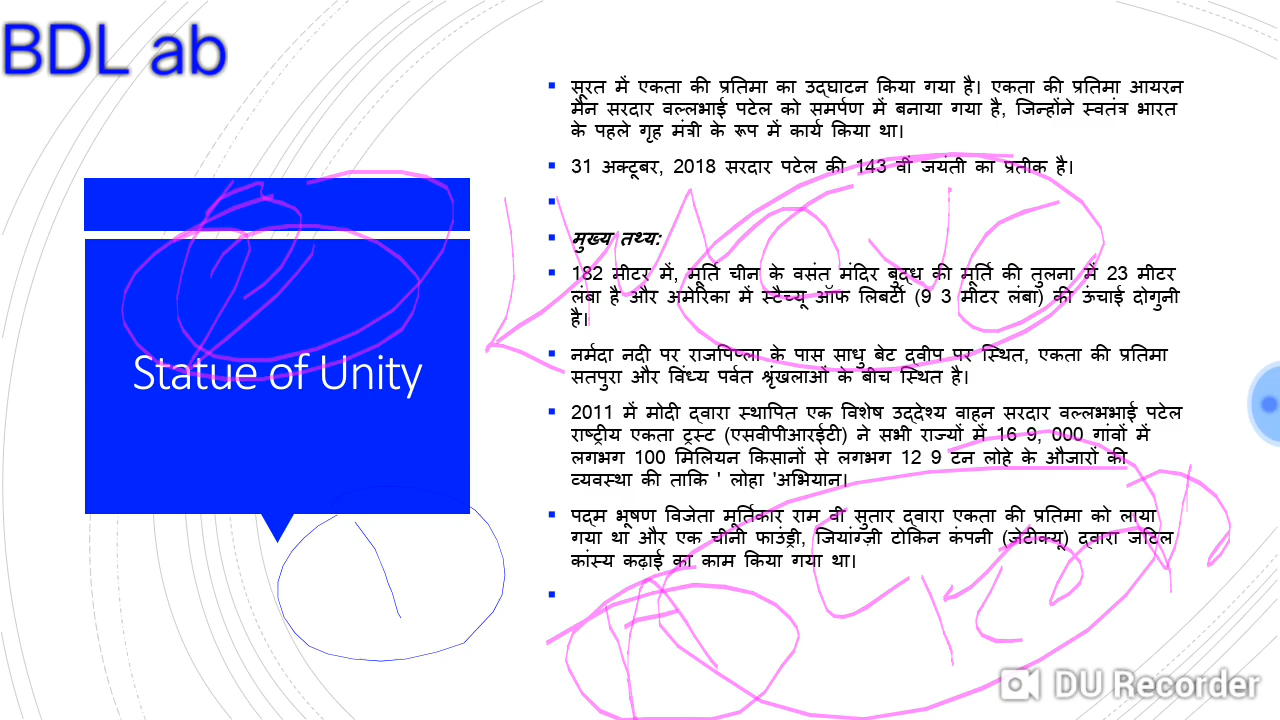 BDL ab
Statue of Unity
सूरत में एकता की प्रतिमा का उद्घाटन किया गया है। एकता की प्रतिमा आयरन
मैन सरदार वल्लभाई पटेल को समर्पण में बनाया गया है, जिन्होंने स्वतंत्र भारत
के पहले गृह मंत्री के रूप में कार्य किया था।
31 अक्टूबर, 2018 सरदार पटेल की 143 वीं जयंती का प्रतीक है।
मुख्य तथ्य:
182 मीटर में, मूर्ति चीन के वसंत मंदिर बुद्ध की मूर्ति की तुलना में 23 मीटर
लंबा है और अमेरिका में स्टैच्यू ऑफ लिबर्टी (9 3 मीटर लंबा) की ऊंचाई दोगुनी
है।
नर्मदा नदी पर राजपिप्ला के पास साधु बेट द्वीप पर स्थित, एकता की प्रतिमा
सतपुरा और विंध्य पर्वत श्रृंखलाओं के बीच स्थित है।
2011 में मोदी द्वारा स्थापित एक विशेष उद्देश्य वाहन सरदार वल्लभभाई पटेल
राष्ट्रीय एकता ट्रस्ट (एसवीपीआरईटी) ने सभी राज्यों में 16 9, 000 गांवों में
लगभग 100 मिलियन किसानों से लगभग 12 9 टन लोहे के औजारों की
व्यवस्था की ताकि ' लोहा 'अभियान।
पद्म भूषण विजेता मूर्तिकार राम वी सुतार द्वारा एकता की प्रतिमा को लाया
गया था और एक चीनी फाउंड्री, जियांग्ज़ी टोकिन कंपनी (जेटीक्यू) द्वारा जटिल
कांस्य कढ़ाई का काम किया गया था।
DU Recorder